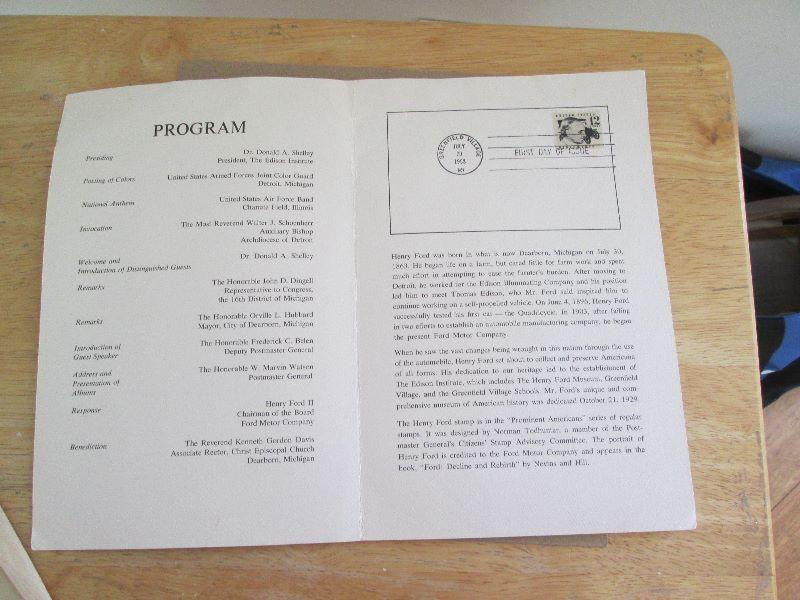 PROGRAM
Presiding
Dr. Donald A. Shelley
President, The Edison Institute
Posting of Colors
United States Armed Forces Joint Color Guard
Detroit, Michigan
National Anthem
United States Air Force Band
Chanute Field, Illinois
Invocation
The Most Reverend Walter J. Schoenherr
Auxiliary Bishop
Archdiocese of Detroit
Welcome and
Introduction of Distinguished Guests
Dr. Donald A. Shelley
Remarks
The Honorable John D. Dingell
Representative to Congress,
the 16th District of Michigan
Remarks
The Honorable Orville L. Hubbard
Mayor, City of Dearborn, Michigan
Introduction of
Guest Speaker
The Honorable Frederick C. Belen
Deputy Postmaster General
Address and
Presentation of
Albums
The Honorable W. Marvin Watson
Postmaster General
Response
Henry Ford II
Chairman of the Board
Ford Motor Company
Benediction
The Reverend Kenneth Gordon Davis
Associate Rector, Christ Episcopal Church
Dearborn, Michigan
GREENFIELD VILLAGE
JULY
30
1968
MI
FIRST DAY OF ISSUE
12
Henry Ford was born in what is now Dearborn, Michigan on July 30,
1863. He began life on a farm, but cared little for farm work and spent
much effort in attempting to ease the farmer's burden. After moving to
Detroit, he worked for the Edison Illuminating Company and his position
led him to meet Thomas Edison, who Mr. Ford said inspired him to
continue working on a self-propelled vehicle. On June 4, 1896, Henry Ford
successfully tested his first car — the Quadricycle. In 1903, after failing
in two efforts to establish an automobile manufacturing company, he began
the present Ford Motor Company.
When he saw the vast changes being wrought in this nation through the use
of the automobile, Henry Ford set about to collect and preserve Americana
of all forms. His dedication to our heritage led to the establishment of
The Edison Institute, which includes The Henry Ford Museum, Greenfield
Village, and the Greenfield Village Schools. Mr. Ford's unique and com-
prehensive museum of American history was dedicated October 21, 1929.
The Henry Ford stamp is in the "Prominent Americans" series of regular
stamps. It was designed by Norman Todhunter, a member of the Post-
master General's Citizens' Stamp Advisory Committee. The portrait of
Henry Ford is credited to the Ford Motor Company and appears in the
book, "Ford: Decline and Rebirth" by Nevins and Hill.